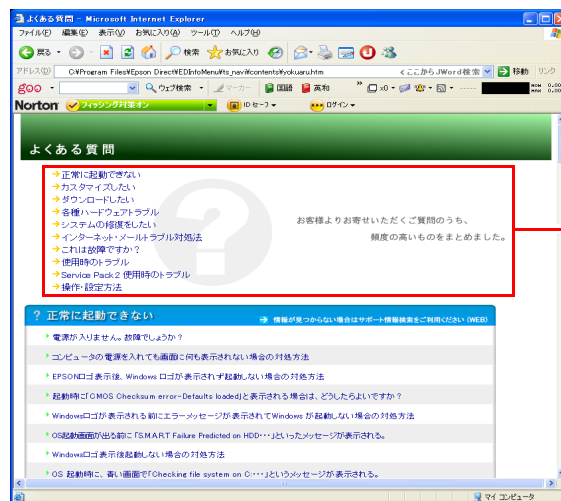 よくある質問 - Microsoft Internet Explorer
ファイル(F) 編集(E) 表示(V) お気に入り(A) ツール(T) ヘルプ(H)
戻る 検索 お気に入り
アドレス(D) C:¥Program Files¥Epson Direct¥EDInfoMenu¥ts_navi¥contents¥yokuaru.htm <ここからJWord検索 移動 リンク
goo ウェブ検索 マーカー 国語 英和 x0
Norton フィッシング対策オン ID セーフ ログイン
よくある質問
正常に起動できない
カスタマイズしたい
ダウンロードしたい
各種ハードウェアトラブル
システムの修復をしたい
インターネット・メールトラブル対処法
これは故障ですか?
使用時のトラブル
Service Pack2 使用時のトラブル
操作・設定方法
お客様よりお寄せいただくご質問のうち、
頻度の高いものをまとめました。
? 正常に起動できない
情報が見つからない場合はサポート情報検索をご利用ください (WEB)
電源が入りません。故障でしょうか?
コンピュータの電源を入れても画面に何も表示されない場合の対処方法
EPSONロゴ表示後、Windows ロゴが表示されず起動しない場合の対処方法
起動時に「CMOS Checksum error-Defaults loaded」と表示される場合は、どうしたらよいですか?
Windowsロゴが表示される前にエラーメッセージが表示されてWindows が起動しない場合の対処方法
OS起動画面が出る前に「S.M.A.R.T Failure Predicted on HDD・・・」といったメッセージが表示される。
Windowsロゴ表示後起動しない場合の対処方法
OS 起動時に、青い画面で「Checking file system on C:・・・」というメッセージが表示される。
マイ コンピュータ